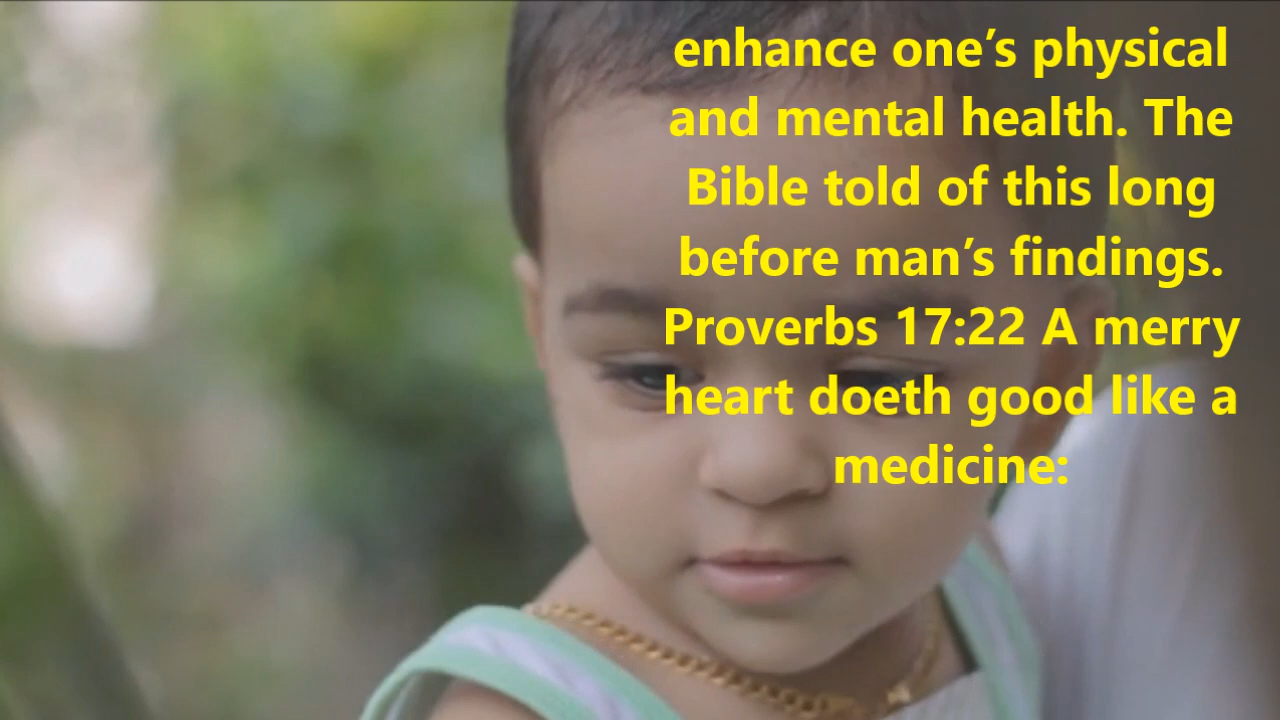 enhance one’s physical
and mental health. The
Bible told of this long
before man’s findings.
Proverbs 17:22 A merry
heart doeth good like a
medicine: